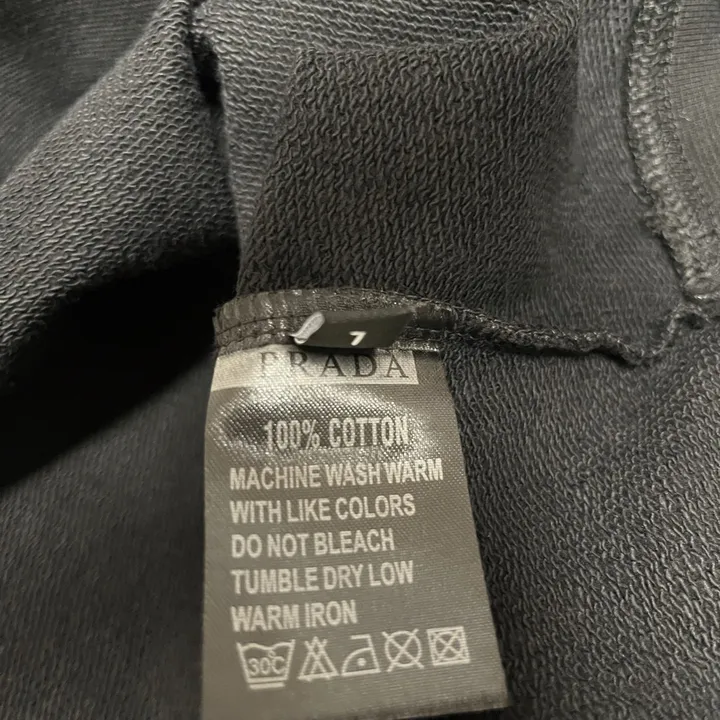 7
PRADA
100% COTTON
MACHINE WASH WARM
WITH LIKE COLORS
DO NOT BLEACH
TUMBLE DRY LOW
WARM IRON
30C